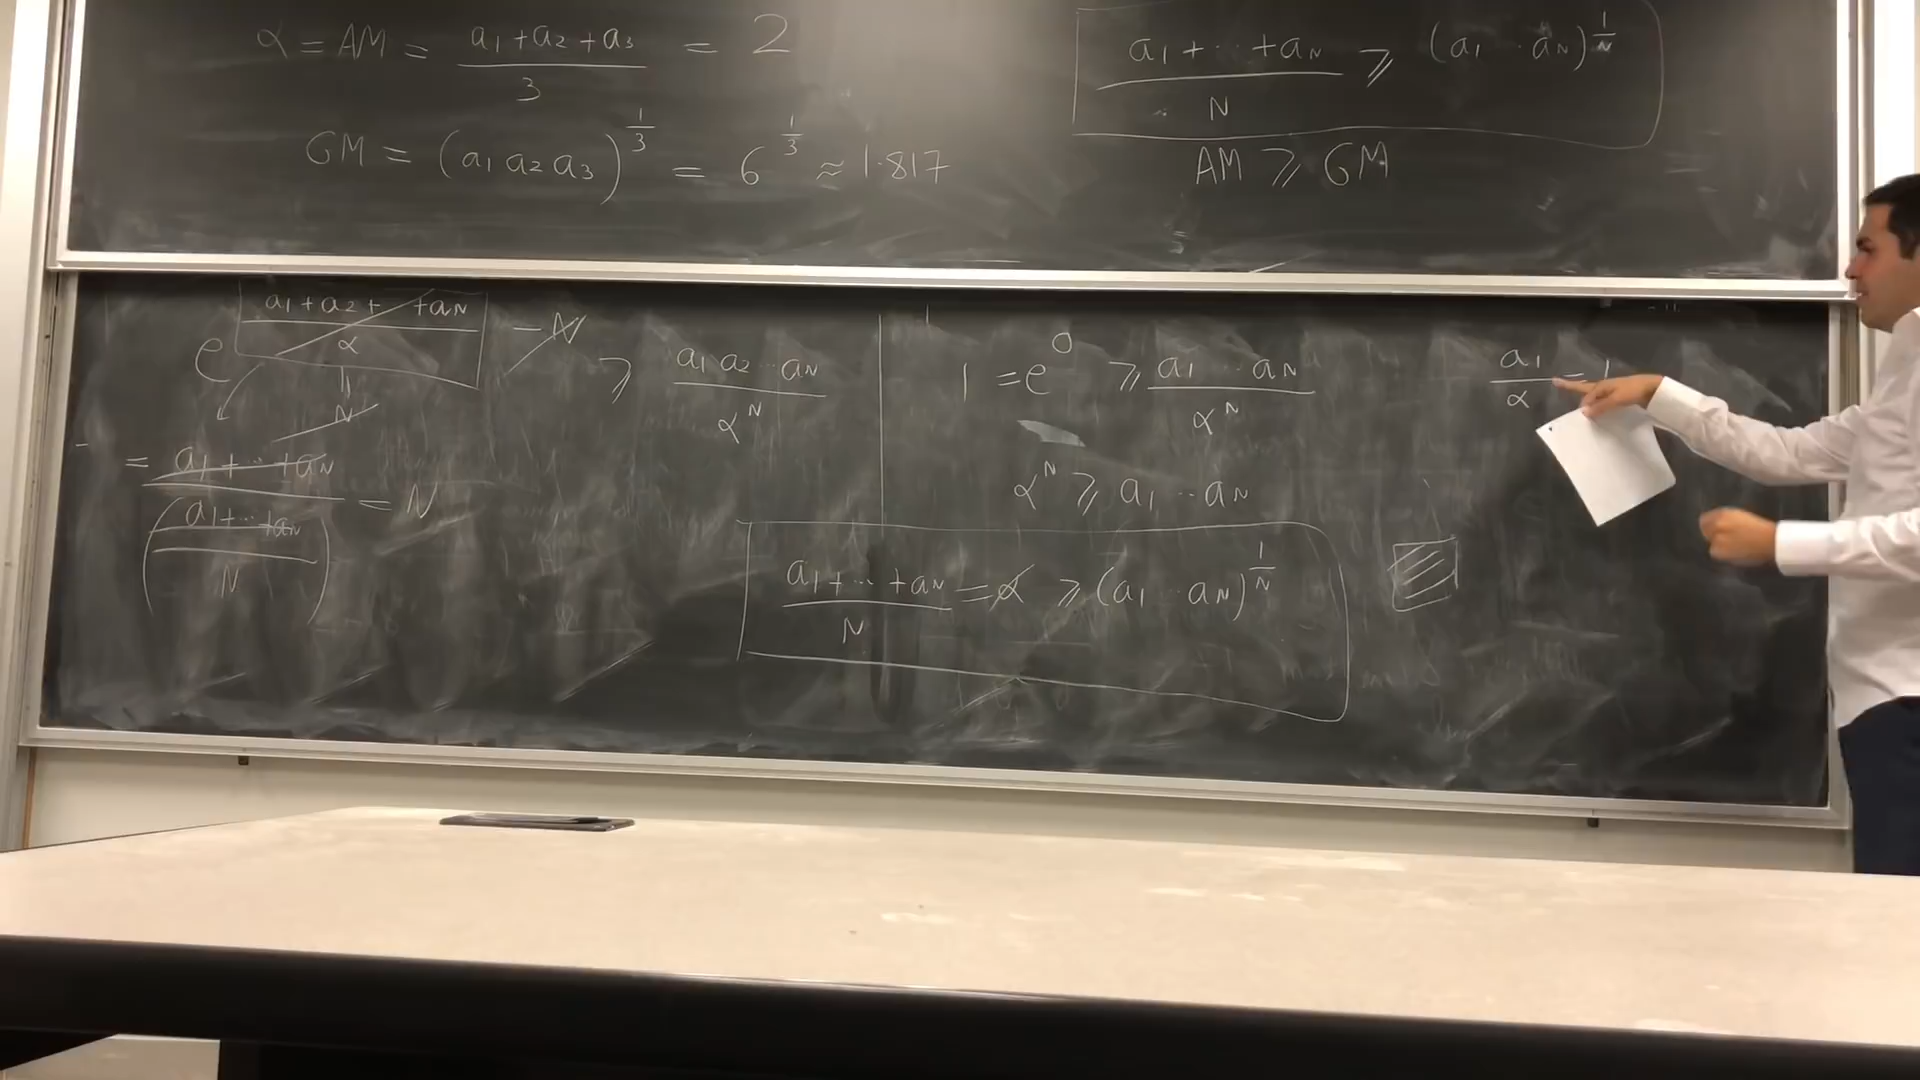 α = AM = (a₁ + a₂ + a₃)/3 = 2
GM = (a₁ a₂ a₃)^(1/3) = 6^(1/3) ≈ 1.817
(a₁ + ⋯ + a_N)/N ⩾ (a₁ ⋯ a_N)^(1/N)
AM ⩾ GM
e^((a₁ + a₂ + ⋯ + a_N)/α − N) ⩾ (a₁ a₂ ⋯ a_N)/α^N
|| N
= (a₁ + ⋯ + a_N)/((a₁ + ⋯ + a_N)/N) = N
1 = e^0 ⩾ (a₁ ⋯ a_N)/α^N
α^N ⩾ a₁ ⋯ a_N
(a₁ + ⋯ + a_N)/N = α ⩾ (a₁ ⋯ a_N)^(1/N)
a₁/α =